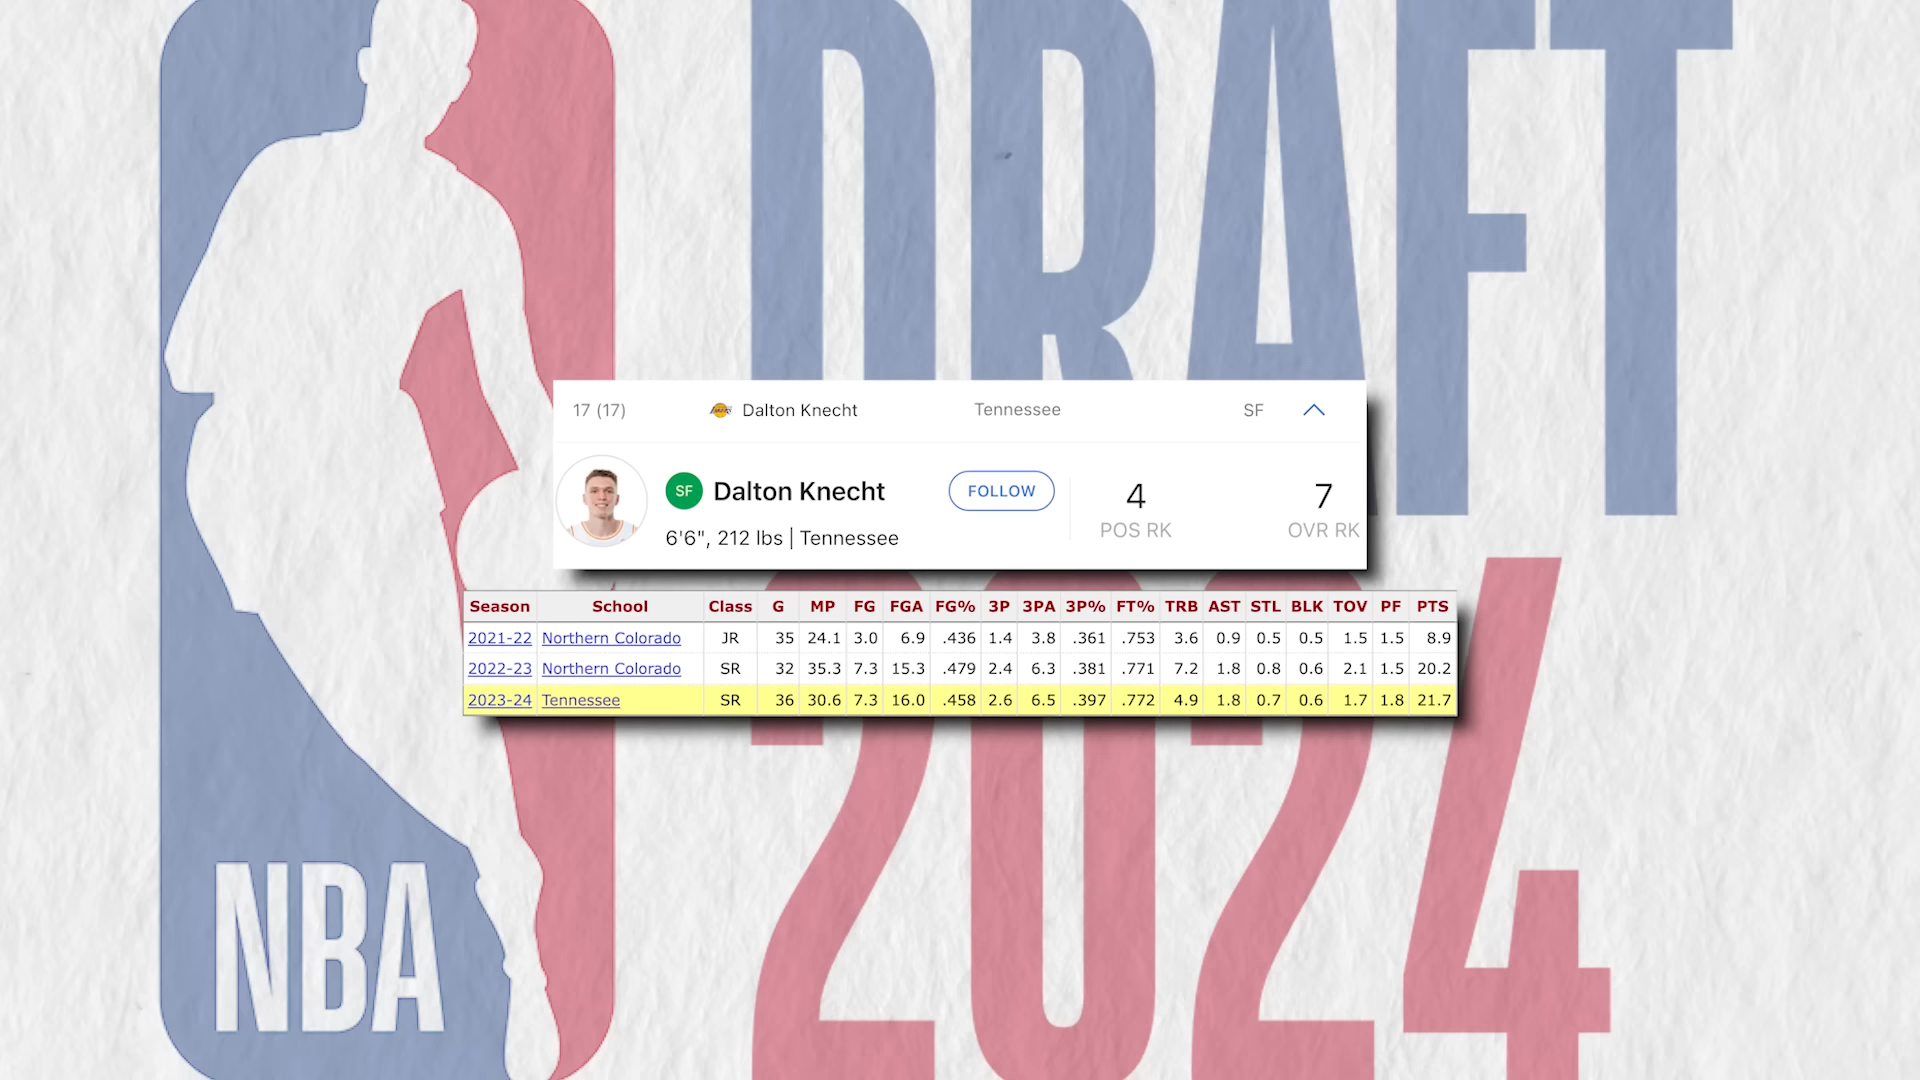 DRAFT
17 (17) Dalton Knecht Tennessee SF
SF Dalton Knecht FOLLOW 4 7
6'6", 212 lbs | Tennessee POS RK OVR RK
Season School Class G MP FG FGA FG% 3P 3PA 3P% FT% TRB AST STL BLK TOV PF PTS
2021-22 Northern Colorado JR 35 24.1 3.0 6.9 .436 1.4 3.8 .361 .753 3.6 0.9 0.5 0.5 1.5 1.5 8.9
2022-23 Northern Colorado SR 32 35.3 7.3 15.3 .479 2.4 6.3 .381 .771 7.2 1.8 0.8 0.6 2.1 1.5 20.2
2023-24 Tennessee SR 36 30.6 7.3 16.0 .458 2.6 6.5 .397 .772 4.9 1.8 0.7 0.6 1.7 1.8 21.7
2024
NBA